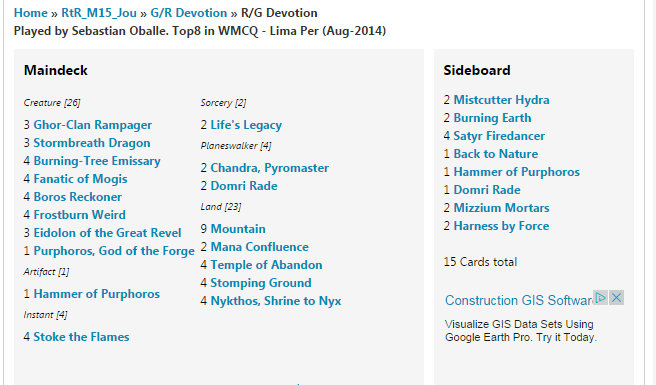 Home » RtR_M15_Jou » G/R Devotion » R/G Devotion
Played by Sebastian Oballe. Top8 in WMCQ - Lima Per (Aug-2014)
Maindeck
Creature [26]
3 Ghor-Clan Rampager
3 Stormbreath Dragon
4 Burning-Tree Emissary
4 Fanatic of Mogis
4 Boros Reckoner
4 Frostburn Weird
3 Eidolon of the Great Revel
1 Purphoros, God of the Forge
Artifact [1]
1 Hammer of Purphoros
Instant [4]
4 Stoke the Flames
Sorcery [2]
2 Life's Legacy
Planeswalker [4]
2 Chandra, Pyromaster
2 Domri Rade
Land [23]
9 Mountain
2 Mana Confluence
4 Temple of Abandon
4 Stomping Ground
4 Nykthos, Shrine to Nyx
Sideboard
2 Mistcutter Hydra
2 Burning Earth
4 Satyr Firedancer
1 Back to Nature
1 Hammer of Purphoros
1 Domri Rade
2 Mizzium Mortars
2 Harness by Force
15 Cards total
Construction GIS Softwar
Visualize GIS Data Sets Using
Google Earth Pro. Try it Today.